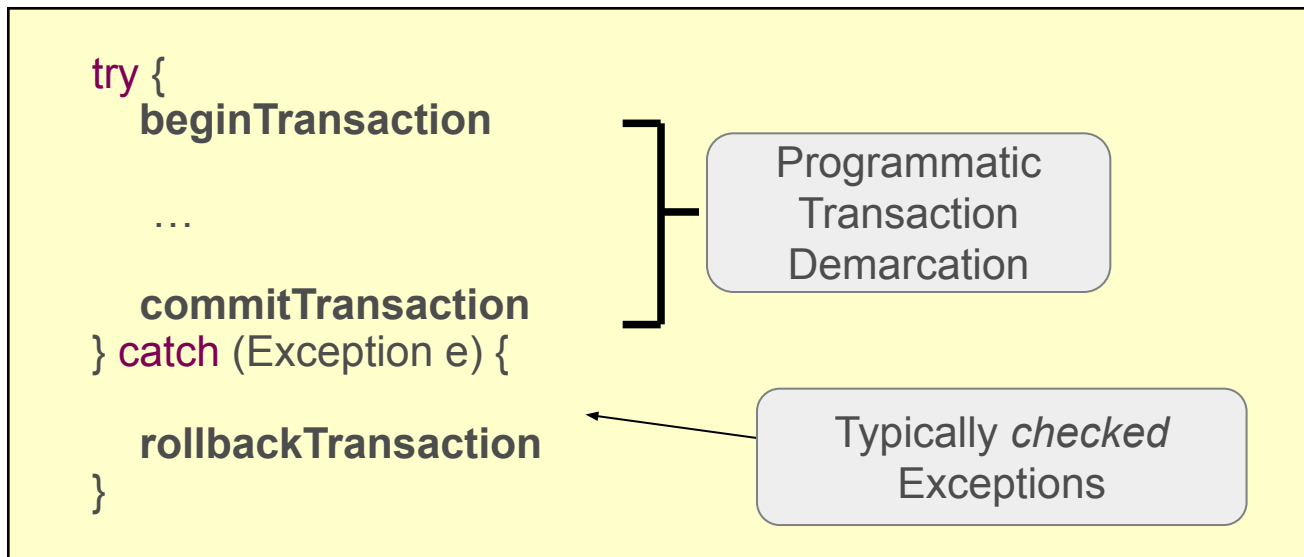 try {
beginTransaction
…
commitTransaction
} catch (Exception e) {
rollbackTransaction
}
Programmatic
Transaction
Demarcation
Typically checked
Exceptions